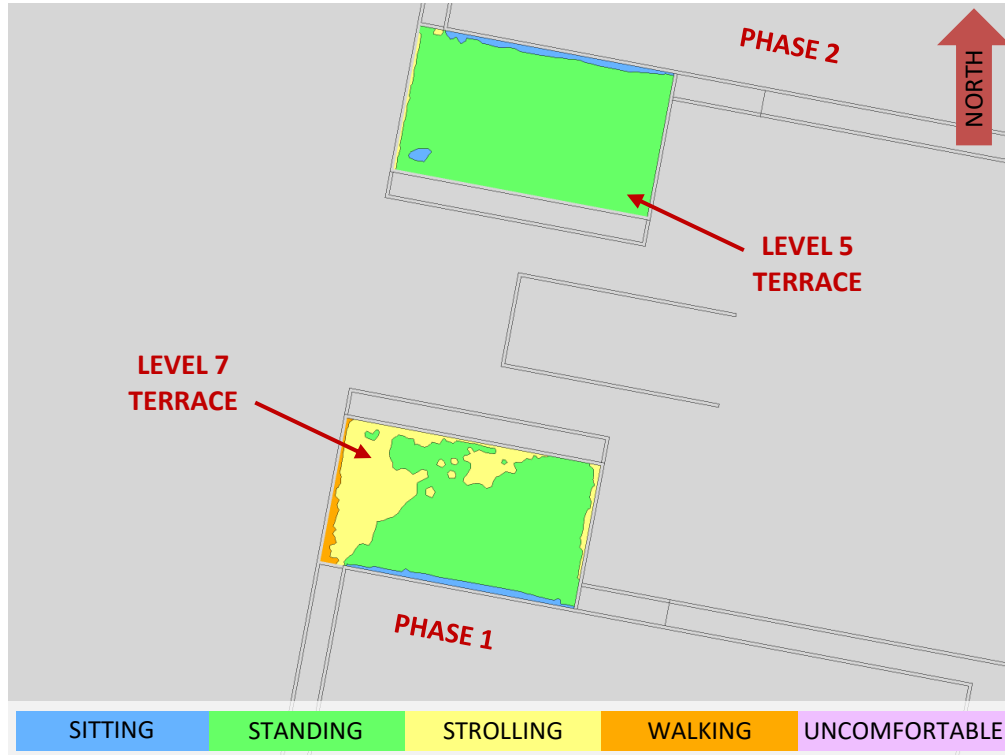 PHASE 2
NORTH
LEVEL 5
TERRACE
LEVEL 7
TERRACE
PHASE 1
SITTING
STANDING
STROLLING
WALKING
UNCOMFORTABLE